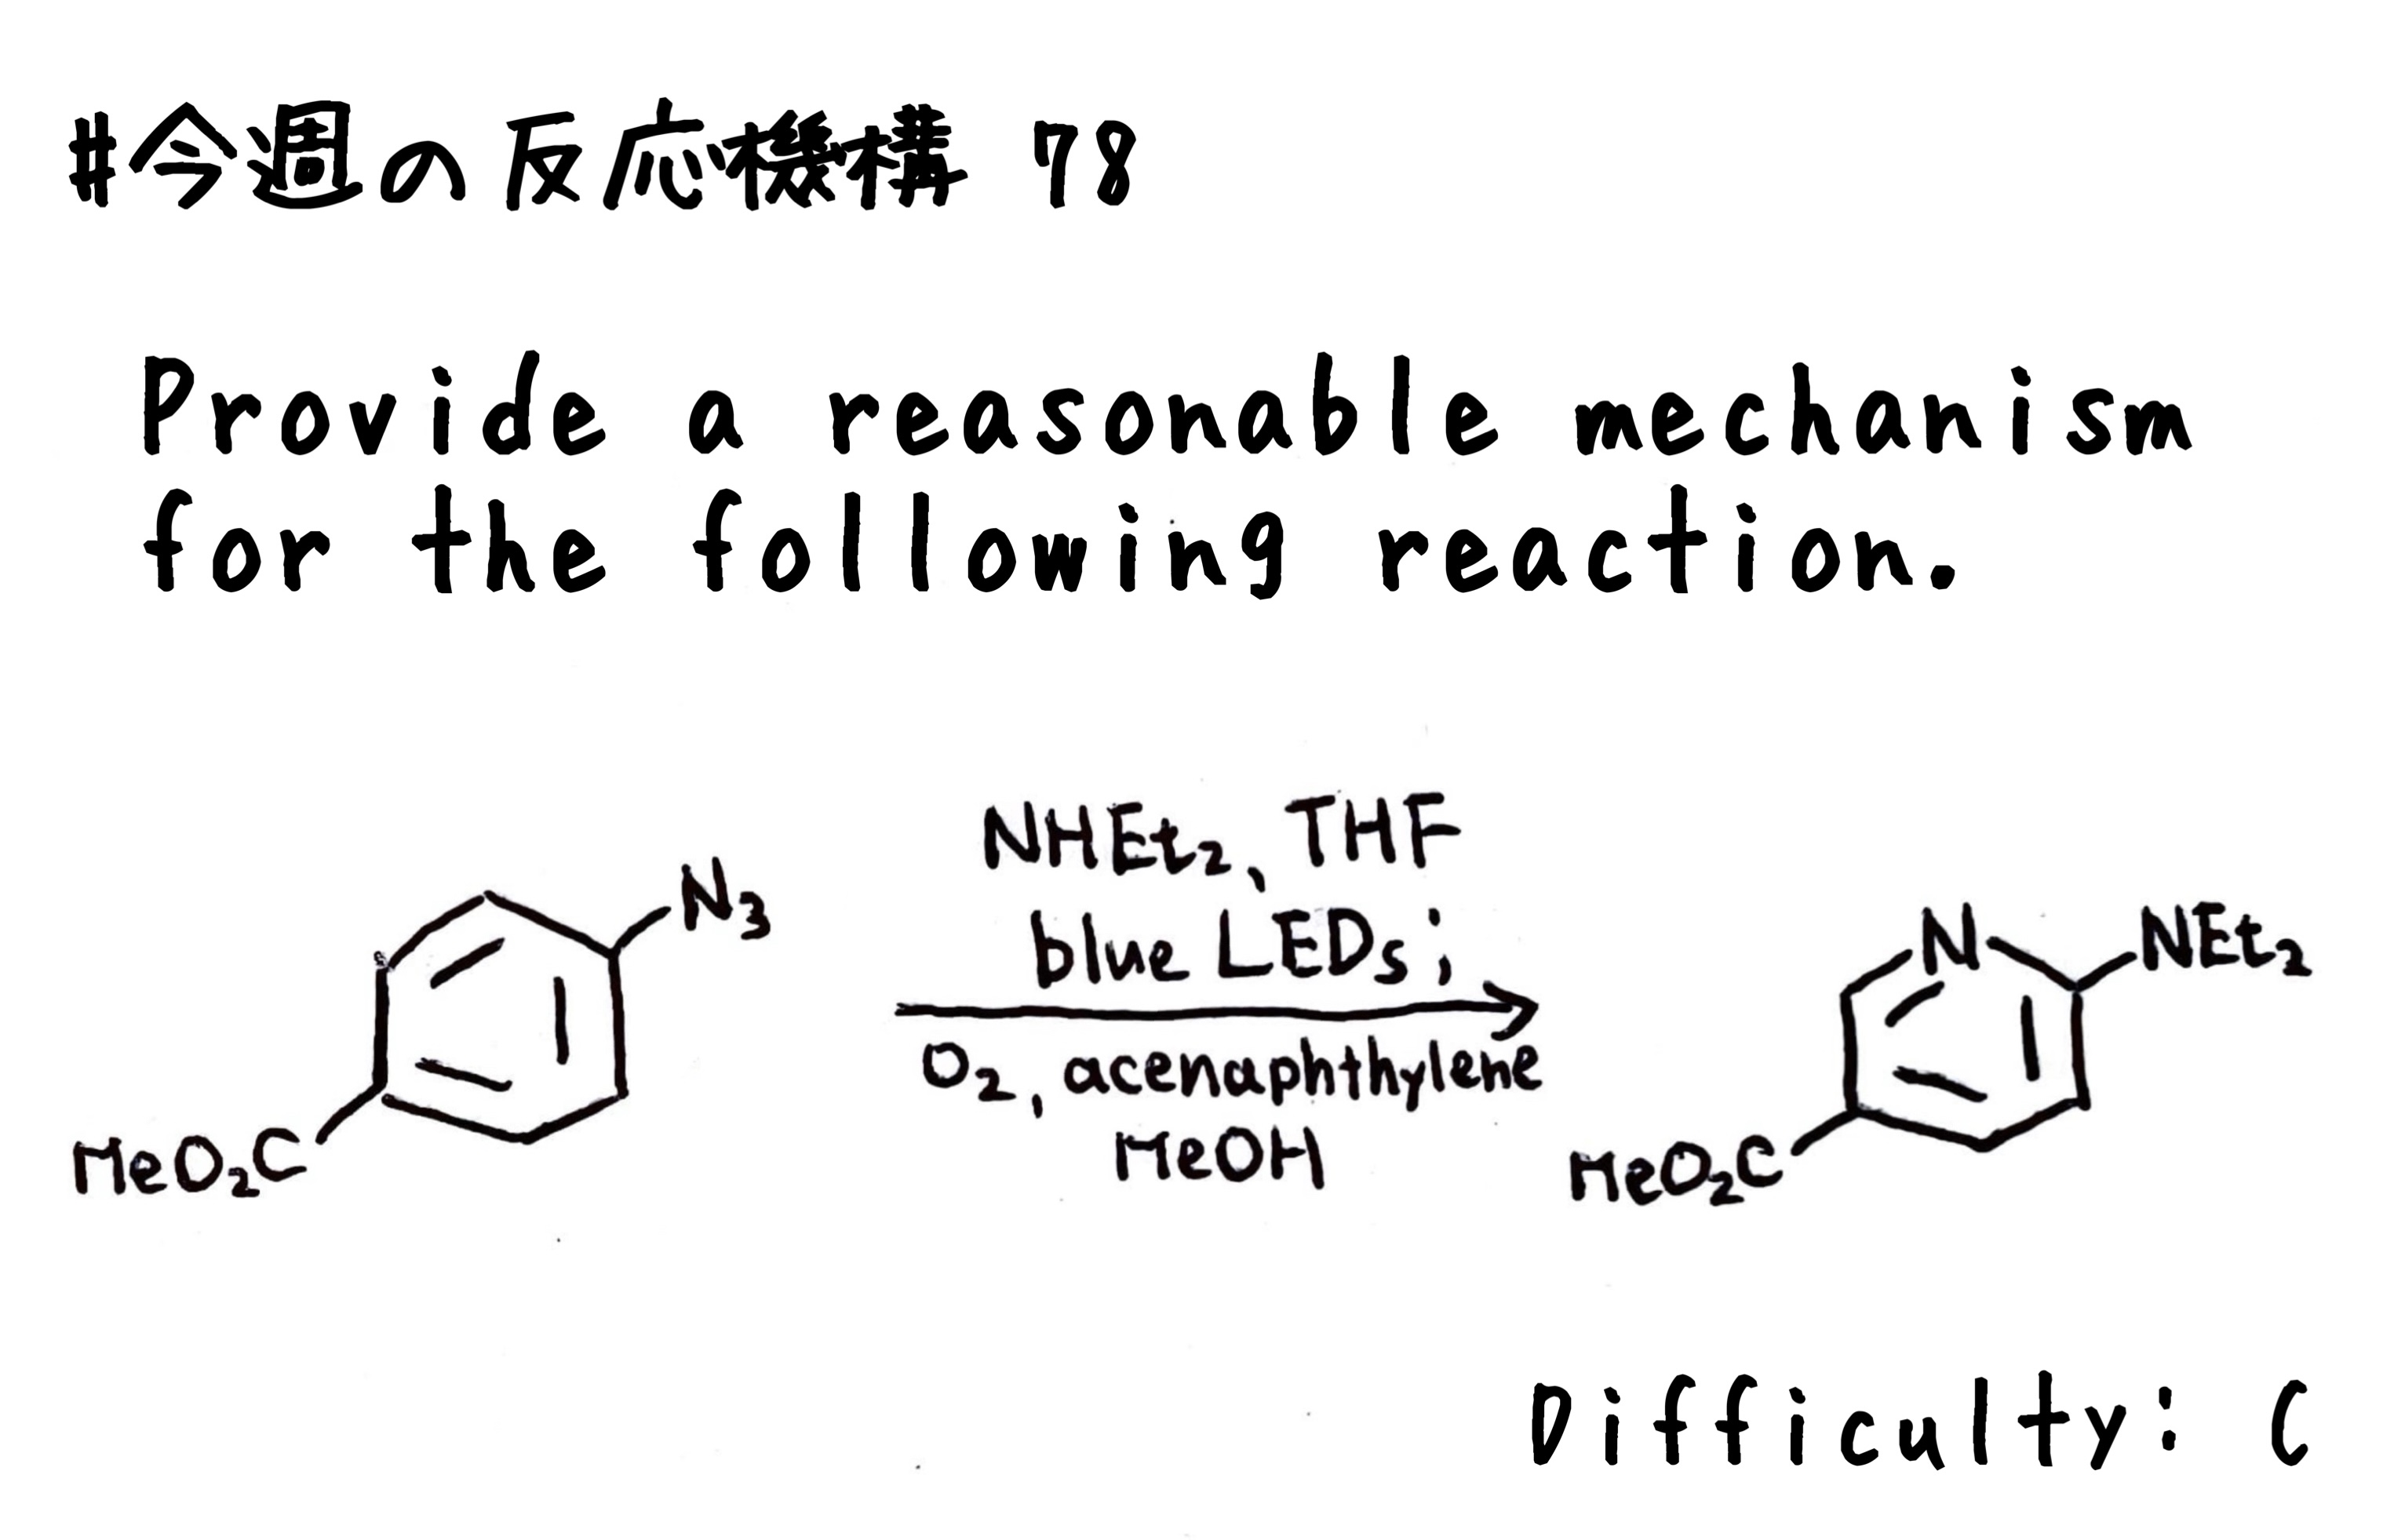 #今週の反応機構 78
Provide a reasonable mechanism
for the following reaction.
N3
MeO2C
NHEt2, THF
blue LEDs;
O2, acenaphthylene
MeOH
N
NEt2
MeO2C
Difficulty: C